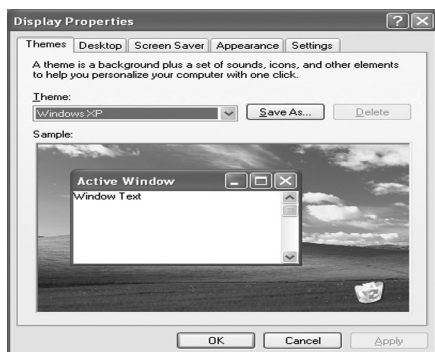 Display Properties
Themes Desktop Screen Saver Appearance Settings
A theme is a background plus a set of sounds, icons, and other elements
to help you personalize your computer with one click.
Theme:
Windows XP Save As... Delete
Sample:
Active Window
Window Text
OK Cancel Apply